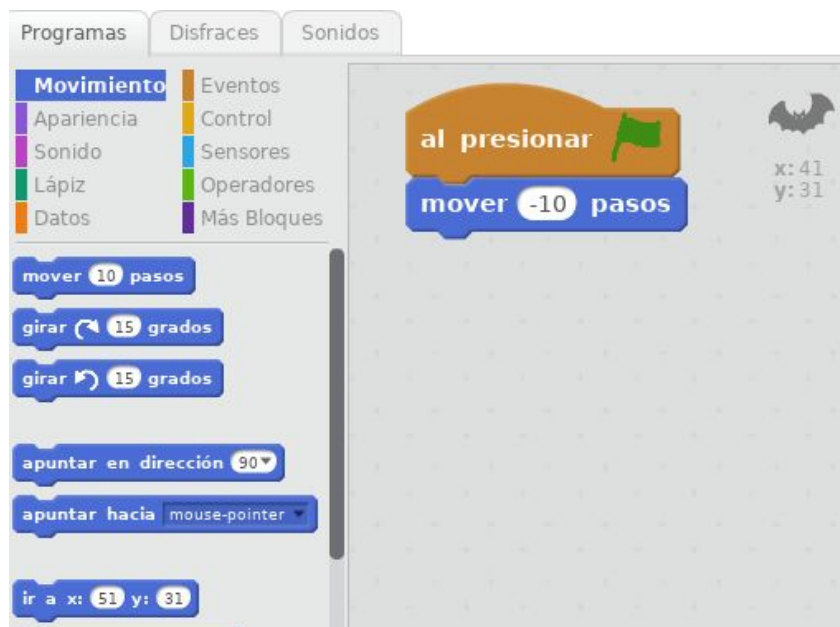 Programas Disfraces Sonidos
Movimiento Eventos
Apariencia Control
Sonido Sensores
Lápiz Operadores
Datos Más Bloques
mover 10 pasos
girar 15 grados
girar 15 grados
apuntar en dirección 90
apuntar hacia mouse-pointer
ir a x: 51 y: 31
al presionar
mover -10 pasos
x: 41
y: 31